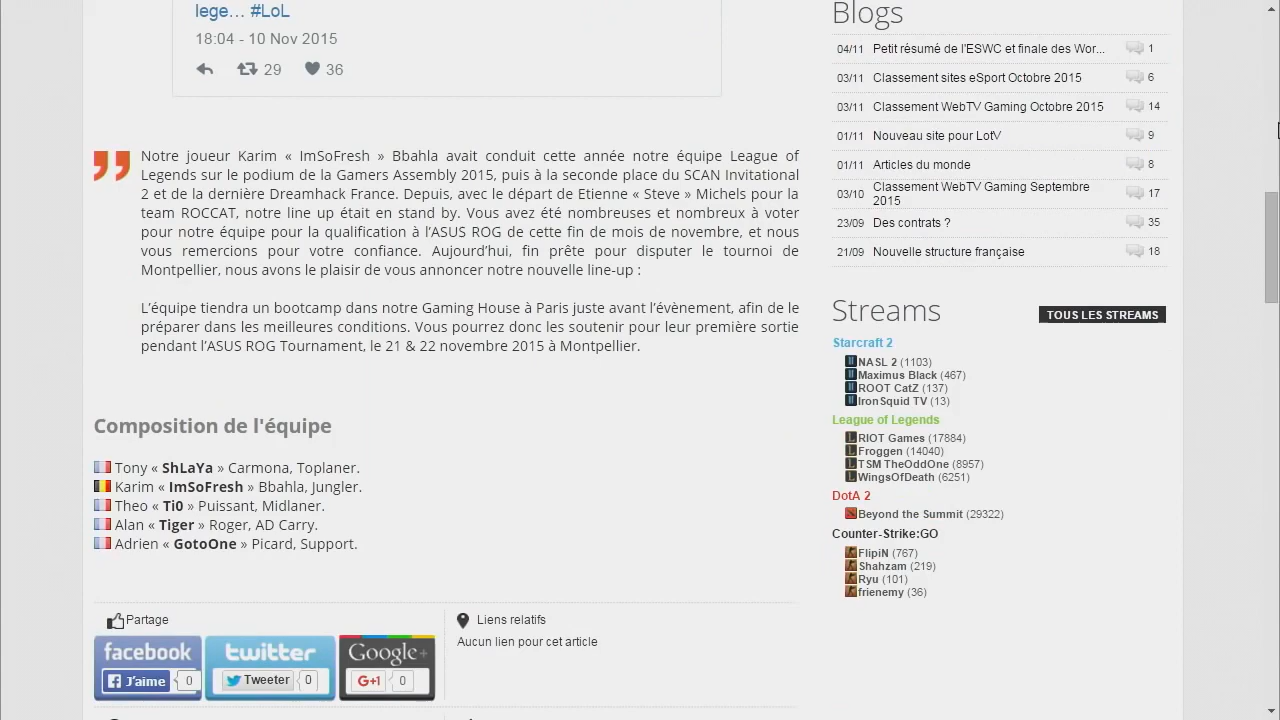 lege… #LoL
18:04 - 10 Nov 2015
29 36
Notre joueur Karim « ImSoFresh » Bbahla avait conduit cette année notre équipe League of
Legends sur le podium de la Gamers Assembly 2015, puis à la seconde place du SCAN Invitational
2 et de la dernière Dreamhack France. Depuis, avec le départ de Etienne « Steve » Michels pour la
team ROCCAT, notre line up était en stand by. Vous avez été nombreuses et nombreux à voter
pour notre équipe pour la qualification à l’ASUS ROG de cette fin de mois de novembre, et nous
vous remercions pour votre confiance. Aujourd’hui, fin prête pour disputer le tournoi de
Montpellier, nous avons le plaisir de vous annoncer notre nouvelle line-up :
L’équipe tiendra un bootcamp dans notre Gaming House à Paris juste avant l’évènement, afin de le
préparer dans les meilleures conditions. Vous pourrez donc les soutenir pour leur première sortie
pendant l’ASUS ROG Tournament, le 21 & 22 novembre 2015 à Montpellier.
Composition de l'équipe
Tony « ShLaYa » Carmona, Toplaner.
Karim « ImSoFresh » Bbahla, Jungler.
Theo « Ti0 » Puissant, Midlaner.
Alan « Tiger » Roger, AD Carry.
Adrien « GotoOne » Picard, Support.
Partage
facebook
J'aime 0
twitter
Tweeter 0
Google+
G+1 0
Liens relatifs
Aucun lien pour cet article
Blogs
04/11 Petit résumé de l'ESWC et finale des Wor... 1
03/11 Classement sites eSport Octobre 2015 6
03/11 Classement WebTV Gaming Octobre 2015 14
01/11 Nouveau site pour LotV 9
01/11 Articles du monde 8
03/10 Classement WebTV Gaming Septembre
2015 17
23/09 Des contrats ? 35
21/09 Nouvelle structure française 18
Streams TOUS LES STREAMS
Starcraft 2
NASL 2 (1103)
Maximus Black (467)
ROOT CatZ (137)
IronSquid TV (13)
League of Legends
RIOT Games (17884)
Froggen (14040)
TSM TheOddOne (8957)
WingsOfDeath (6251)
DotA 2
Beyond the Summit (29322)
Counter-Strike:GO
FlipiN (767)
Shahzam (219)
Ryu (101)
frienemy (36)